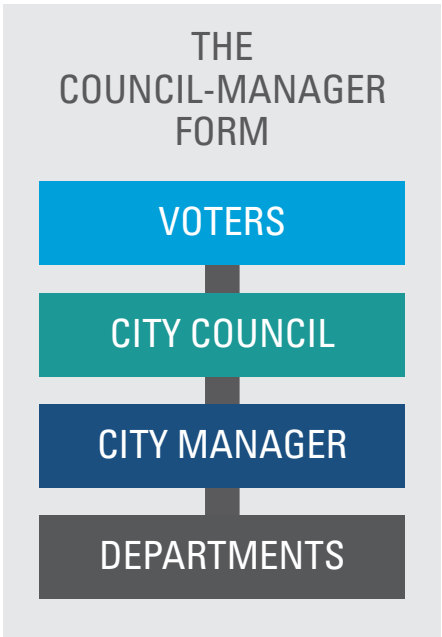 THE
COUNCIL-MANAGER
FORM
VOTERS
CITY COUNCIL
CITY MANAGER
DEPARTMENTS